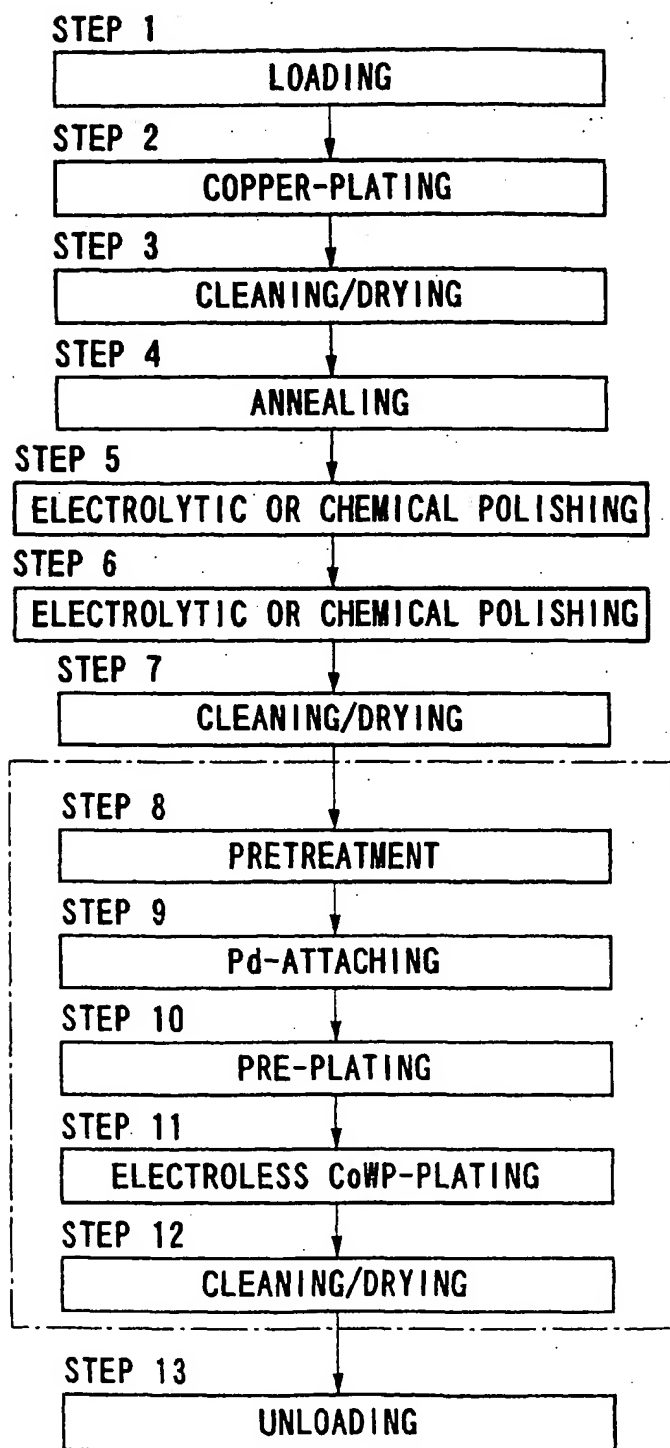 STEP 1
LOADING
STEP 2
COPPER-PLATING
STEP 3
CLEANING/DRYING
STEP 4
ANNEALING
STEP 5
ELECTROLYTIC OR CHEMICAL POLISHING
STEP 6
ELECTROLYTIC OR CHEMICAL POLISHING
STEP 7
CLEANING/DRYING
STEP 8
PRETREATMENT
STEP 9
Pd-ATTACHING
STEP 10
PRE-PLATING
STEP 11
ELECTROLESS CoWP-PLATING
STEP 12
CLEANING/DRYING
STEP 13
UNLOADING